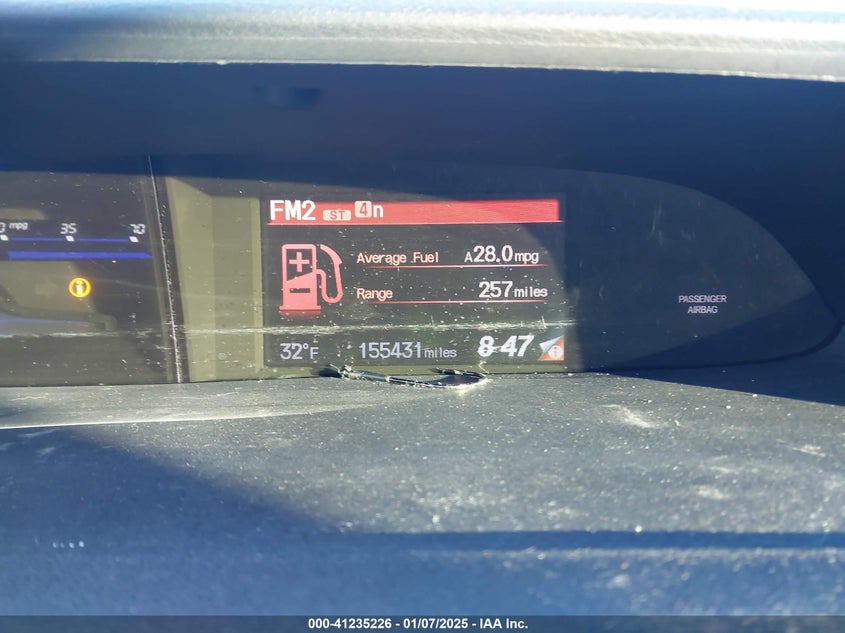 FM2 ST 4n
mpg 35 70
Average Fuel A28.0mpg
Range 257miles
PASSENGER
AIRBAG
32°F 155431miles 8:47
000-41235226 - 01/07/2025 - IAA Inc.